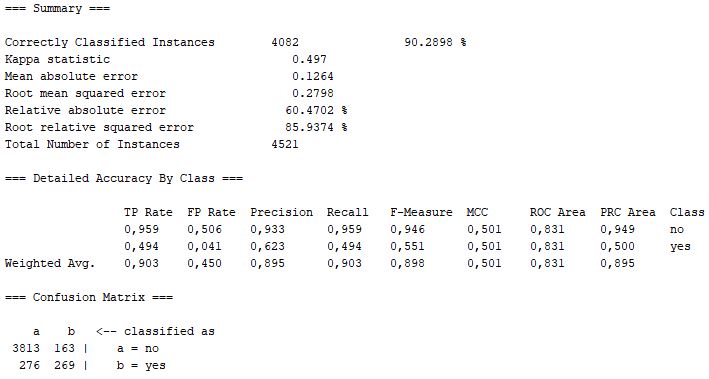 === Summary ===
Correctly Classified Instances 4082 90.2898 %
Kappa statistic 0.497
Mean absolute error 0.1264
Root mean squared error 0.2798
Relative absolute error 60.4702 %
Root relative squared error 85.9374 %
Total Number of Instances 4521
=== Detailed Accuracy By Class ===
TP Rate FP Rate Precision Recall F-Measure MCC ROC Area PRC Area Class
0,959 0,506 0,933 0,959 0,946 0,501 0,831 0,949 no
0,494 0,041 0,623 0,494 0,551 0,501 0,831 0,500 yes
Weighted Avg. 0,903 0,450 0,895 0,903 0,898 0,501 0,831 0,895
=== Confusion Matrix ===
a b <-- classified as
3813 163 | a = no
276 269 | b = yes